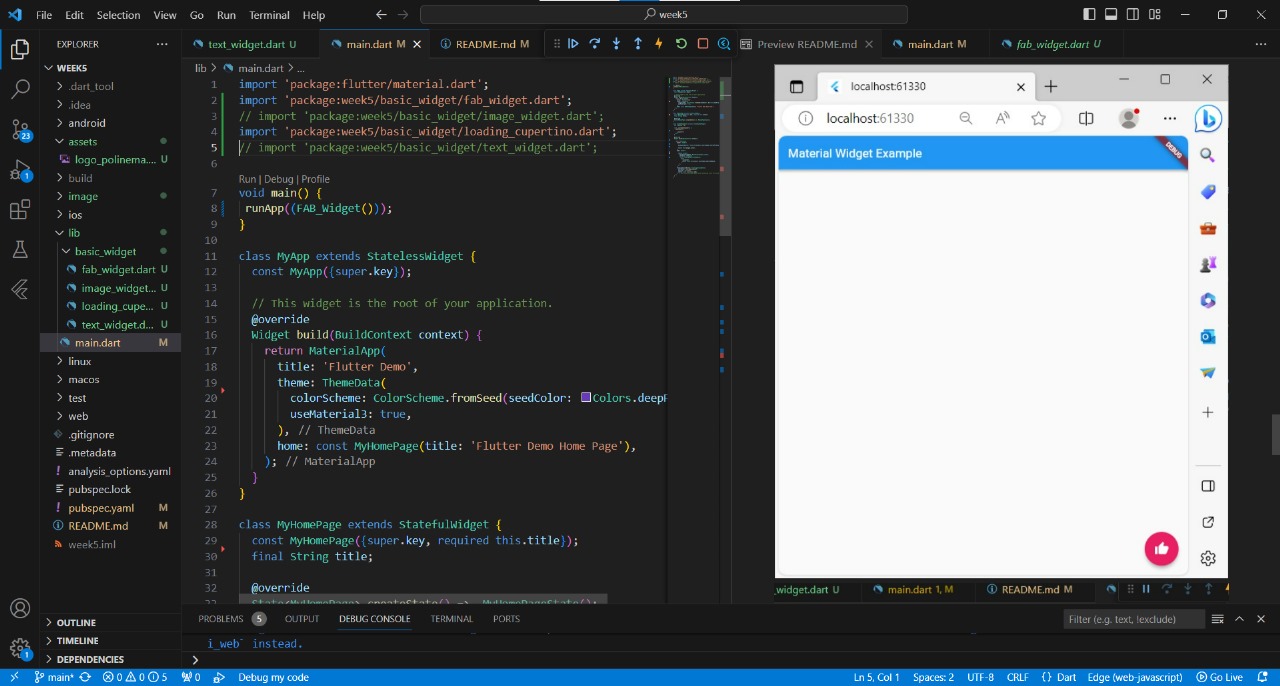 File Edit Selection View Go Run Terminal Help
week5
EXPLORER
text_widget.dart U
main.dart M
README.md M
Preview README.md
main.dart M
fab_widget.dart U
WEEK5
.dart_tool
.idea
android
assets
logo_polinema.... U
build
image
ios
lib
basic_widget
fab_widget.dart U
image_widget... U
loading_cupe... U
text_widget.d... U
main.dart M
linux
macos
test
web
.gitignore
.metadata
analysis_options.yaml
pubspec.lock
pubspec.yaml M
README.md M
week5.iml
OUTLINE
TIMELINE
DEPENDENCIES
23
1
1
lib > main.dart > ...
1 import 'package:flutter/material.dart';
2 import 'package:week5/basic_widget/fab_widget.dart';
3 // import 'package:week5/basic_widget/image_widget.dart';
4 import 'package:week5/basic_widget/loading_cupertino.dart';
5 // import 'package:week5/basic_widget/text_widget.dart';
6
Run | Debug | Profile
7 void main() {
8 runApp((FAB_Widget()));
9 }
10
11 class MyApp extends StatelessWidget {
12 const MyApp({super.key});
13
14 // This widget is the root of your application.
15 @override
16 Widget build(BuildContext context) {
17 return MaterialApp(
18 title: 'Flutter Demo',
19 theme: ThemeData(
20 colorScheme: ColorScheme.fromSeed(seedColor: Colors.deepP
21 useMaterial3: true,
22 ), // ThemeData
23 home: const MyHomePage(title: 'Flutter Demo Home Page'),
24 ); // MaterialApp
25 }
26 }
27
28 class MyHomePage extends StatefulWidget {
29 const MyHomePage({super.key, required this.title});
30 final String title;
31
32 @override
33 State<MyHomePage> createState() => _MyHomePageState();
localhost:61330
localhost:61330
Material Widget Example
DEBUG
widget.dart U
main.dart 1, M
README.md M
PROBLEMS 5 OUTPUT DEBUG CONSOLE TERMINAL PORTS
Filter (e.g. text, !exclude)
i_web` instead.
main* 0 0 5 0 Debug my code
Ln 5, Col 1 Spaces: 2 UTF-8 CRLF {} Dart Edge (web-javascript) Go Live